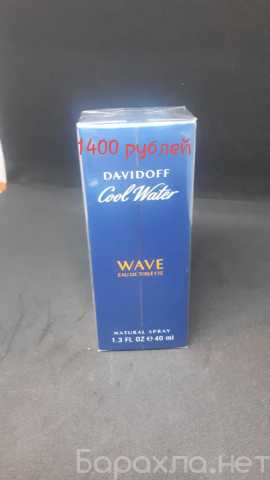 1400 рублей
DAVIDOFF
Cool Water
WAVE
EAU DE TOILETTE
NATURAL SPRAY
1.3 FL OZ ℮ 40 ml
Барахла.нет